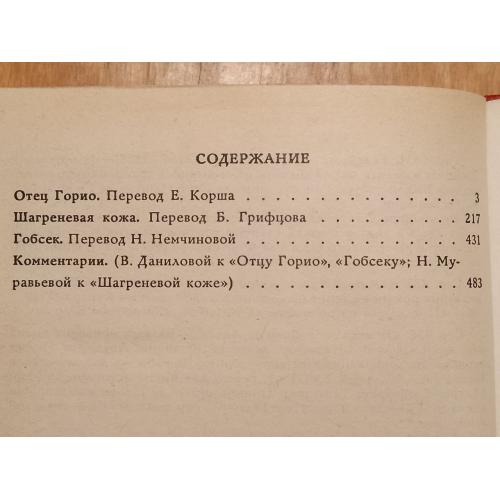 СОДЕРЖАНИЕ
Отец Горио. Перевод Е. Корша . . . . . . . . . . . . 3
Шагреневая кожа. Перевод Б. Грифцова . . . . . . . . . 217
Гобсек. Перевод Н. Немчиновой . . . . . . . . . . . . 431
Комментарии. (В. Даниловой к «Отцу Горио», «Гобсеку»; Н. Му-
равьевой к «Шагреневой коже») . . . . . . . . . . . . 483